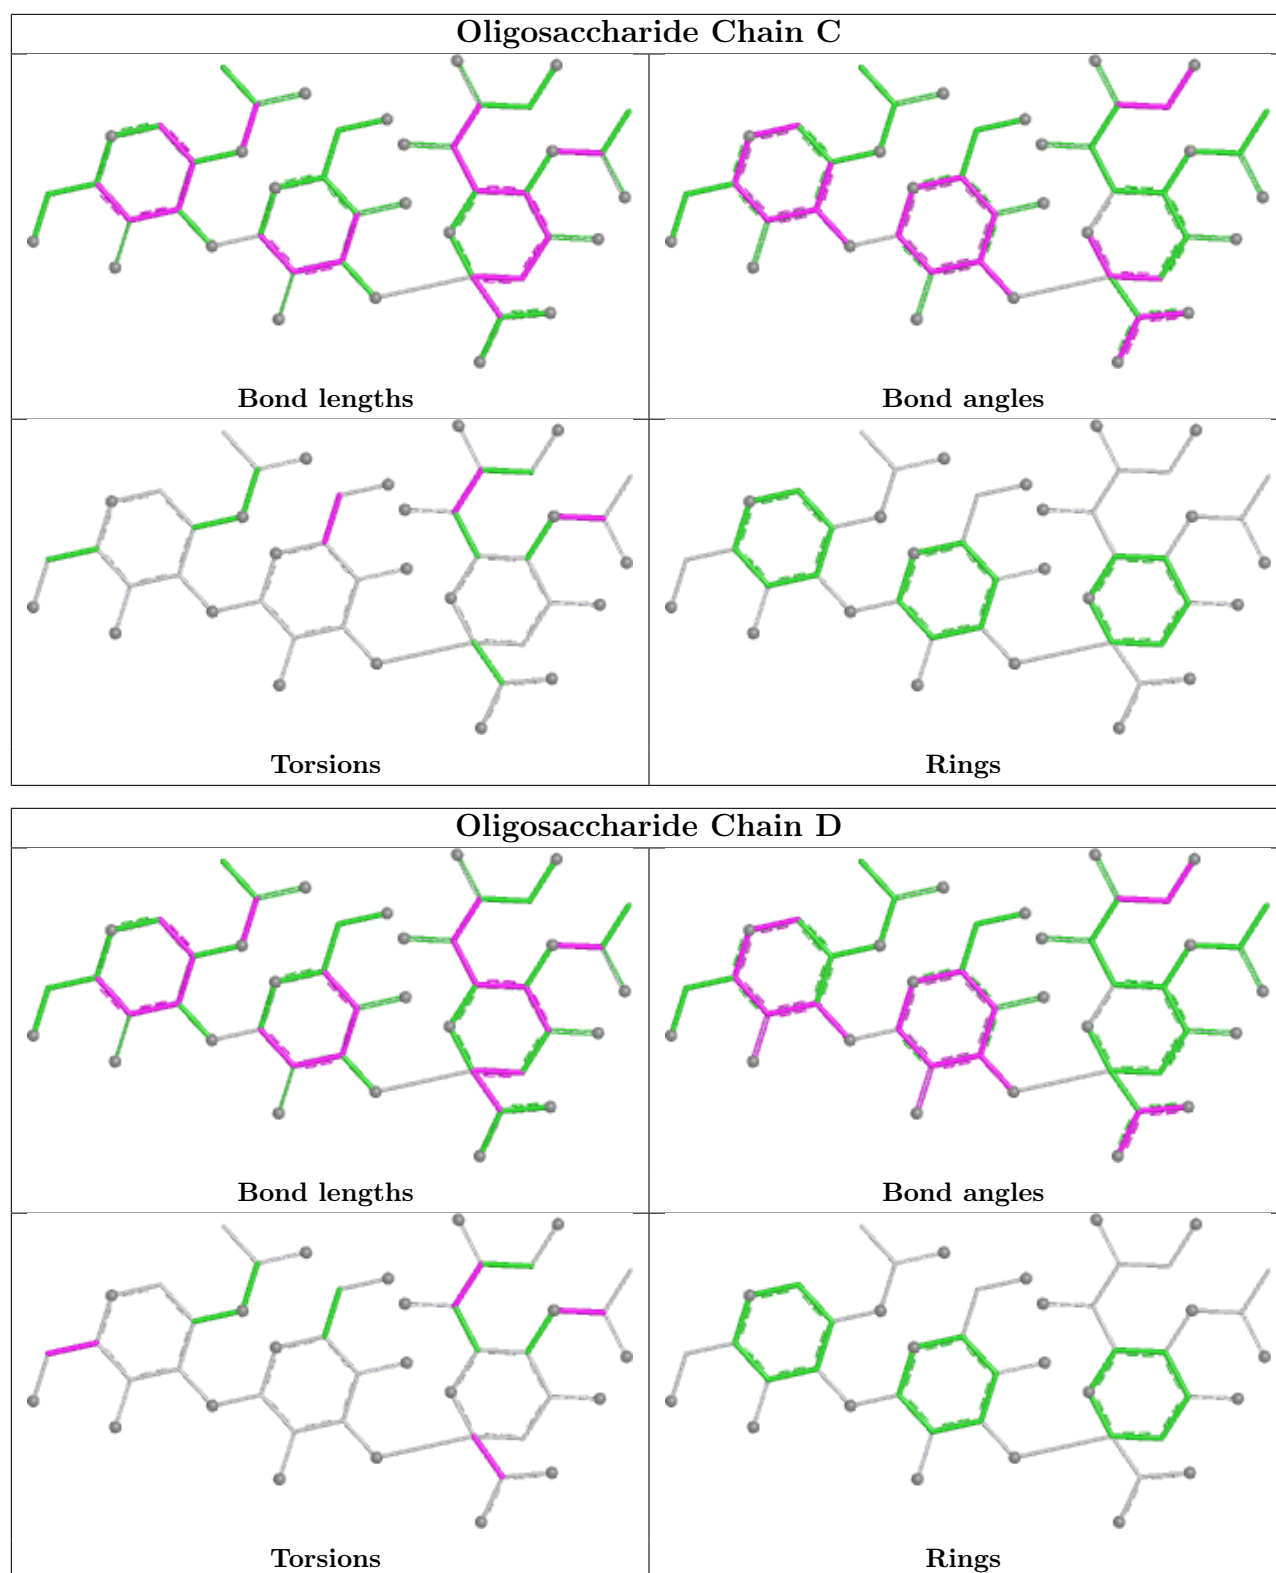 Oligosaccharide Chain C
Bond lengths
Bond angles
Torsions
Rings
Oligosaccharide Chain D
Bond lengths
Bond angles
Torsions
Rings